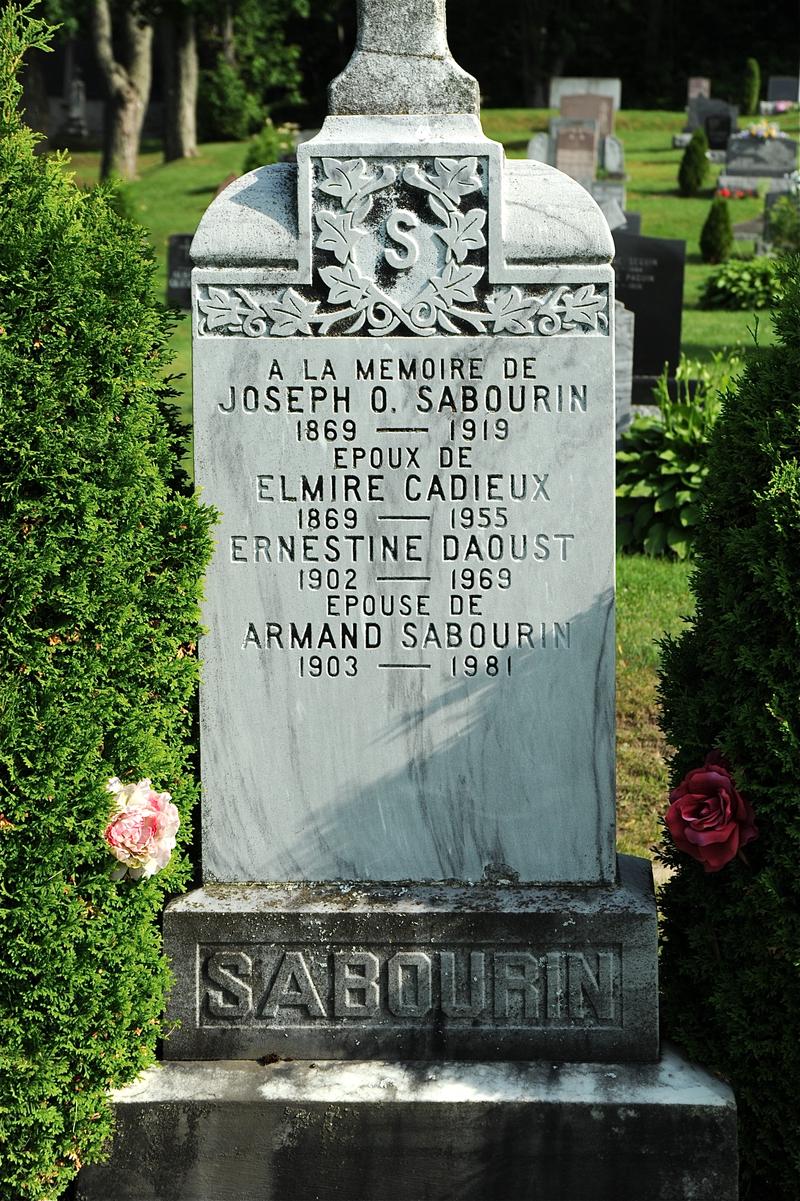 S
A LA MEMOIRE DE
JOSEPH O. SABOURIN
1869 — 1919
EPOUX DE
ELMIRE CADIEUX
1869 — 1955
ERNESTINE DAOUST
1902 — 1969
EPOUSE DE
ARMAND SABOURIN
1903 — 1981
SABOURIN